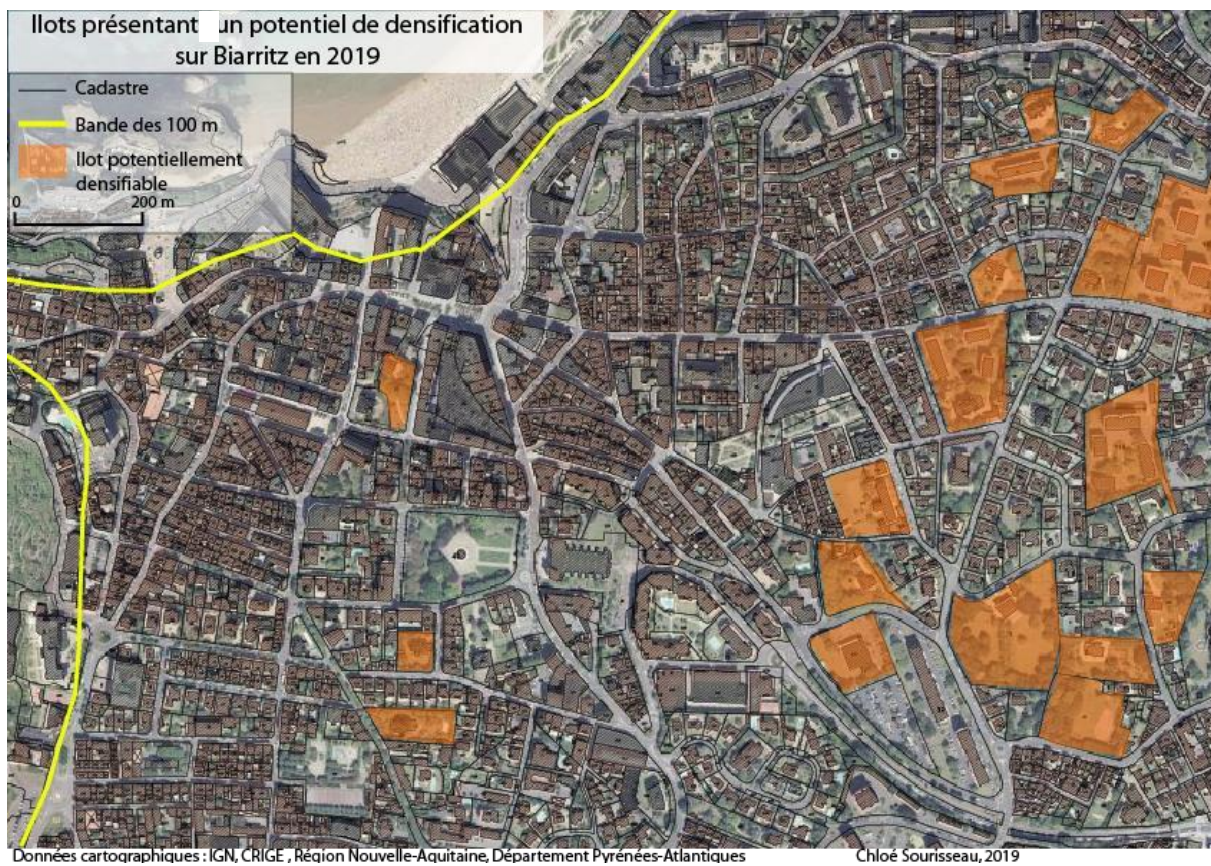 Ilots présentant un potentiel de densification
sur Biarritz en 2019
Cadastre
Bande des 100 m
Ilot potentiellement
densifiable
0 200 m
Données cartographiques : IGN, CRIGE , Région Nouvelle-Aquitaine, Département Pyrénées-Atlantiques
Chloé Sourisseau, 2019